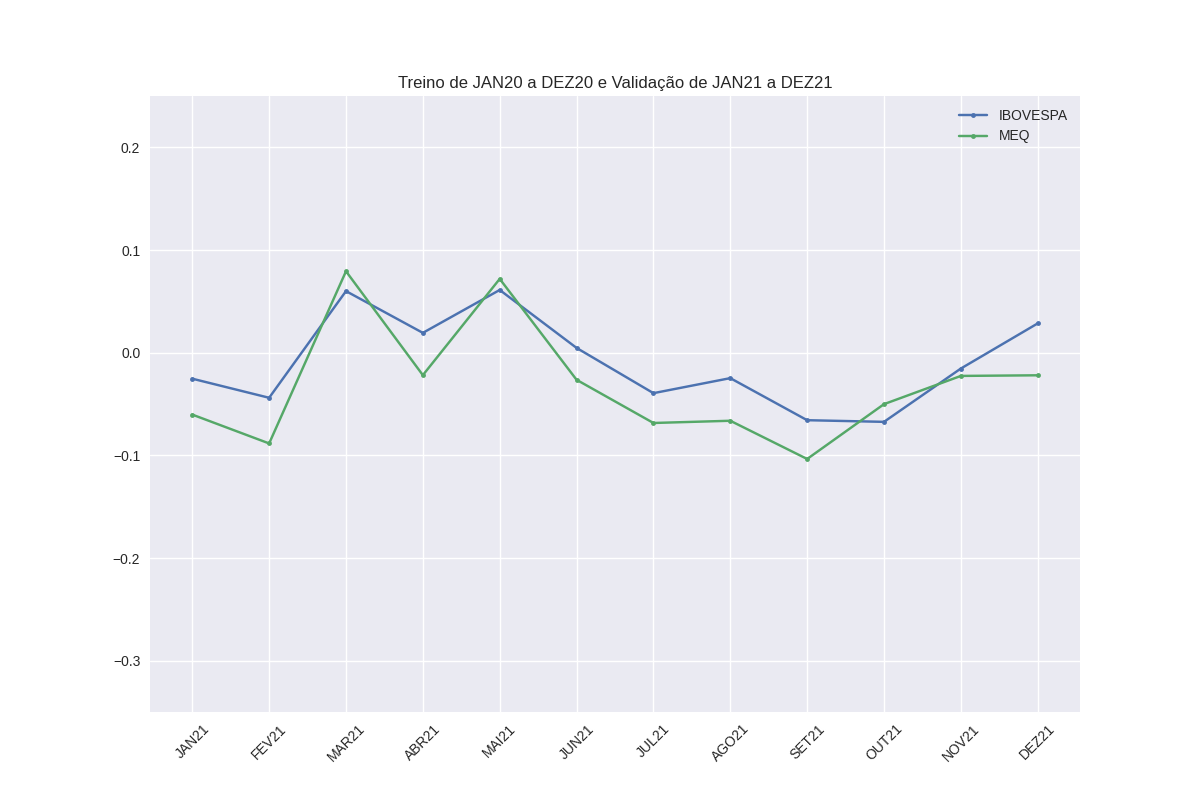 Treino de JAN20 a DEZ20 e Validação de JAN21 a DEZ21
IBOVESPA
MEQ
0.2
0.1
0.0
−0.1
−0.2
−0.3
JAN21
FEV21
MAR21
ABR21
MAI21
JUN21
JUL21
AGO21
SET21
OUT21
NOV21
DEZ21